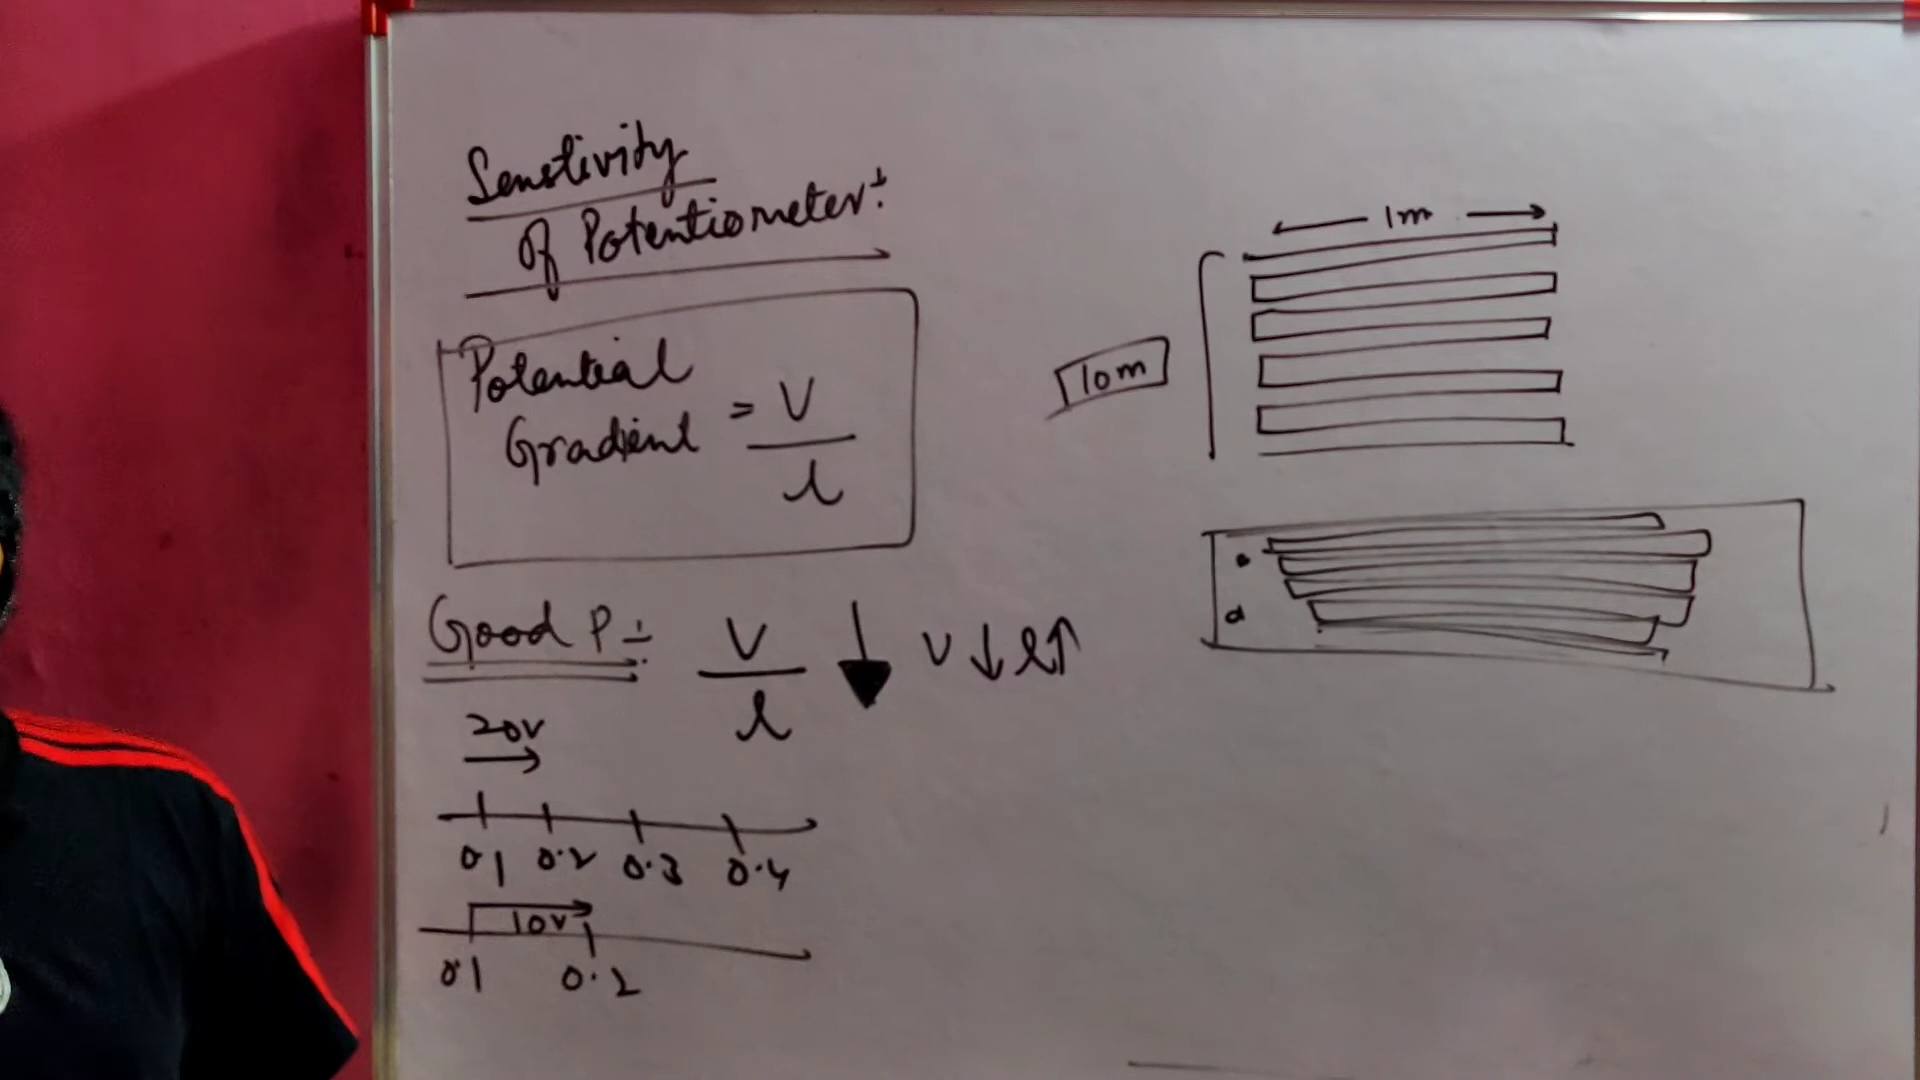 Senstivity
of Potentiometer:
Potential
Gradient = V
l
Good P :- V ↓ V ↓ l ↑
l
20V
0.1 0.2 0.3 0.4
10V
0.1 0.2
1m
10m